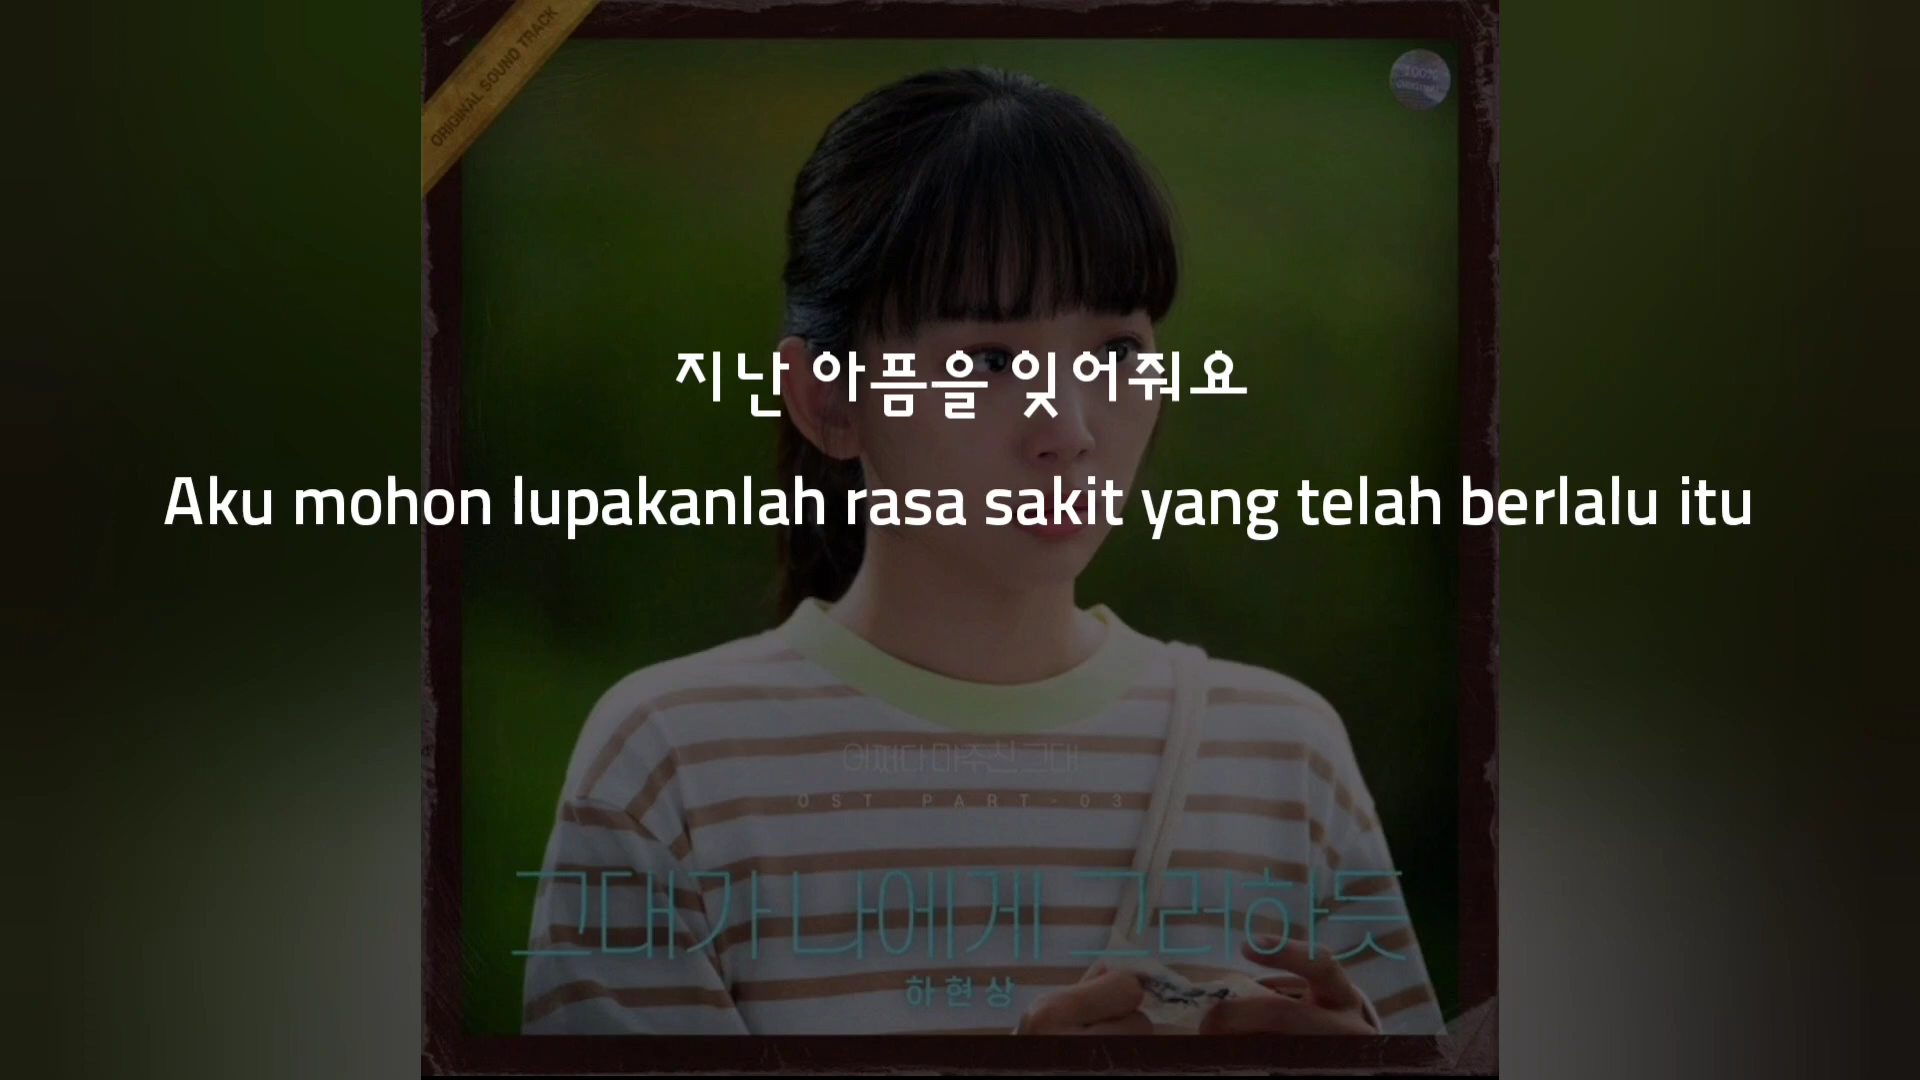 ORIGINAL SOUND TRACK
100%
지난 아픔을 잊어줘요
Aku mohon lupakanlah rasa sakit yang telah berlalu itu
어쩌다 마주친 그대
OST PART-03
그대가 나에게 그러하듯
하현상